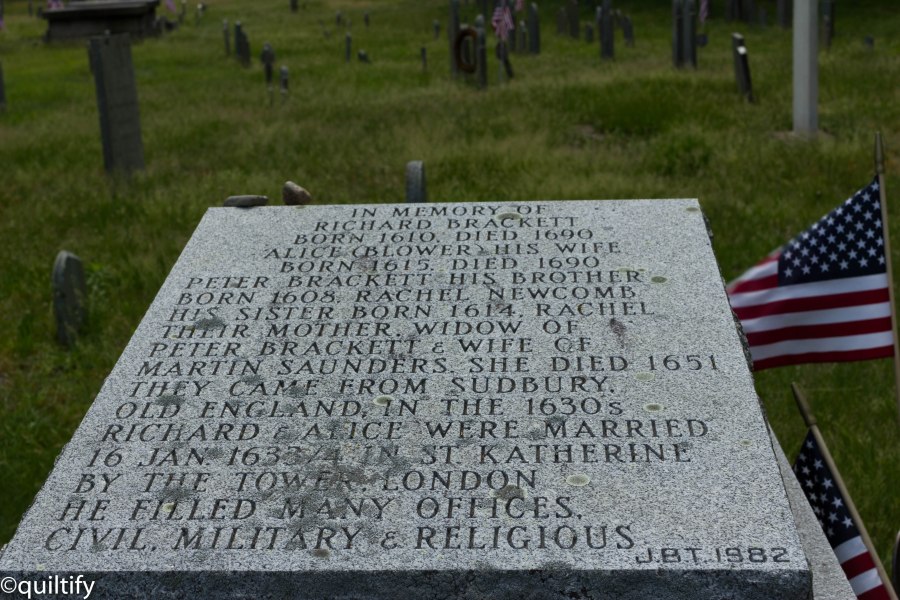 IN MEMORY OF
RICHARD BRACKETT
BORN 1610, DIED 1690
ALICE (BLOWER) HIS WIFE
BORN 1615, DIED 1690
PETER BRACKETT HIS BROTHER
BORN 1608, RACHEL NEWCOMB,
HIS SISTER BORN 1614, RACHEL
THEIR MOTHER, WIDOW OF
PETER BRACKETT & WIFE OF
MARTIN SAUNDERS, SHE DIED 1651
THEY CAME FROM SUDBURY,
OLD ENGLAND, IN THE 1630s
RICHARD & ALICE WERE MARRIED
16 JAN 1633/4 IN ST KATHERINE
BY THE TOWER LONDON
HE FILLED MANY OFFICES,
CIVIL, MILITARY & RELIGIOUS.
J.B.T. 1982
©quiltify